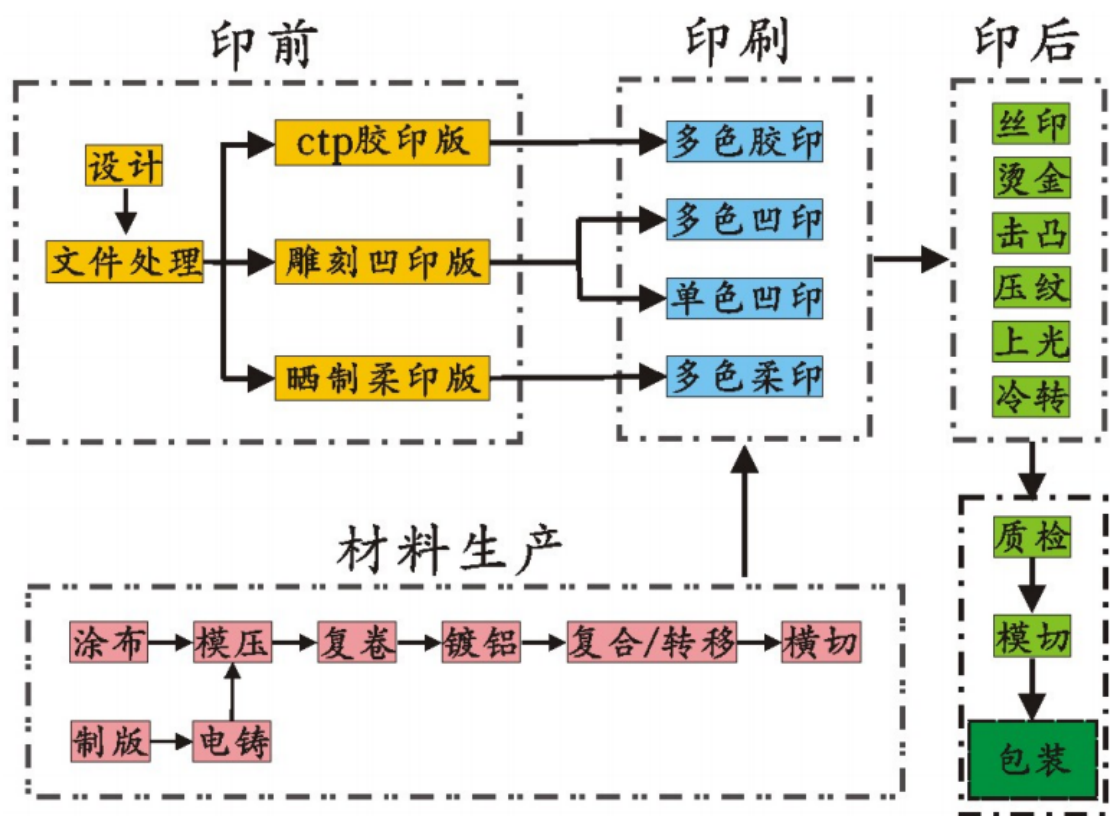 印前
印刷
印后
设计
文件处理
ctp胶印版
雕刻凹印版
晒制柔印版
多色胶印
多色凹印
单色凹印
多色柔印
丝印
烫金
击凸
压纹
上光
冷转
质检
模切
包装
材料生产
涂布
模压
复卷
镀铝
复合/转移
横切
制版
电铸